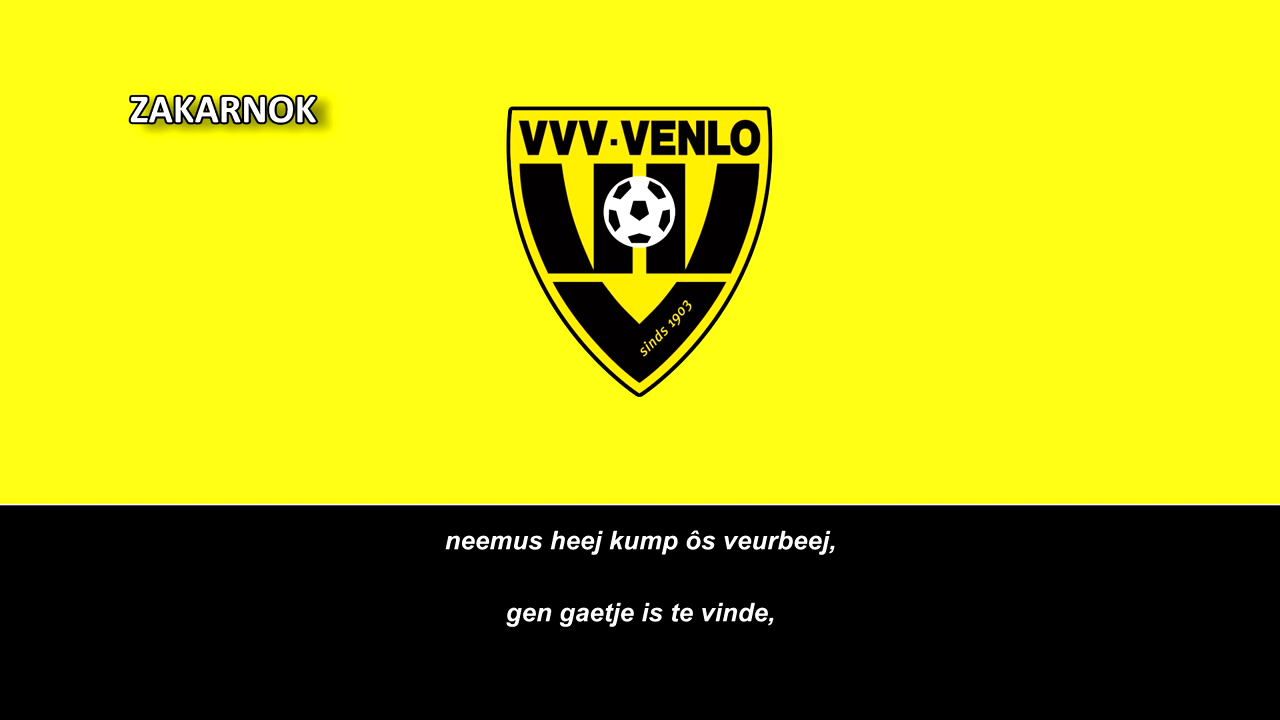 ZAKARNOK
VVV·VENLO
sinds 1903
neemus heej kump ôs veurbeej,
gen gaetje is te vinde,